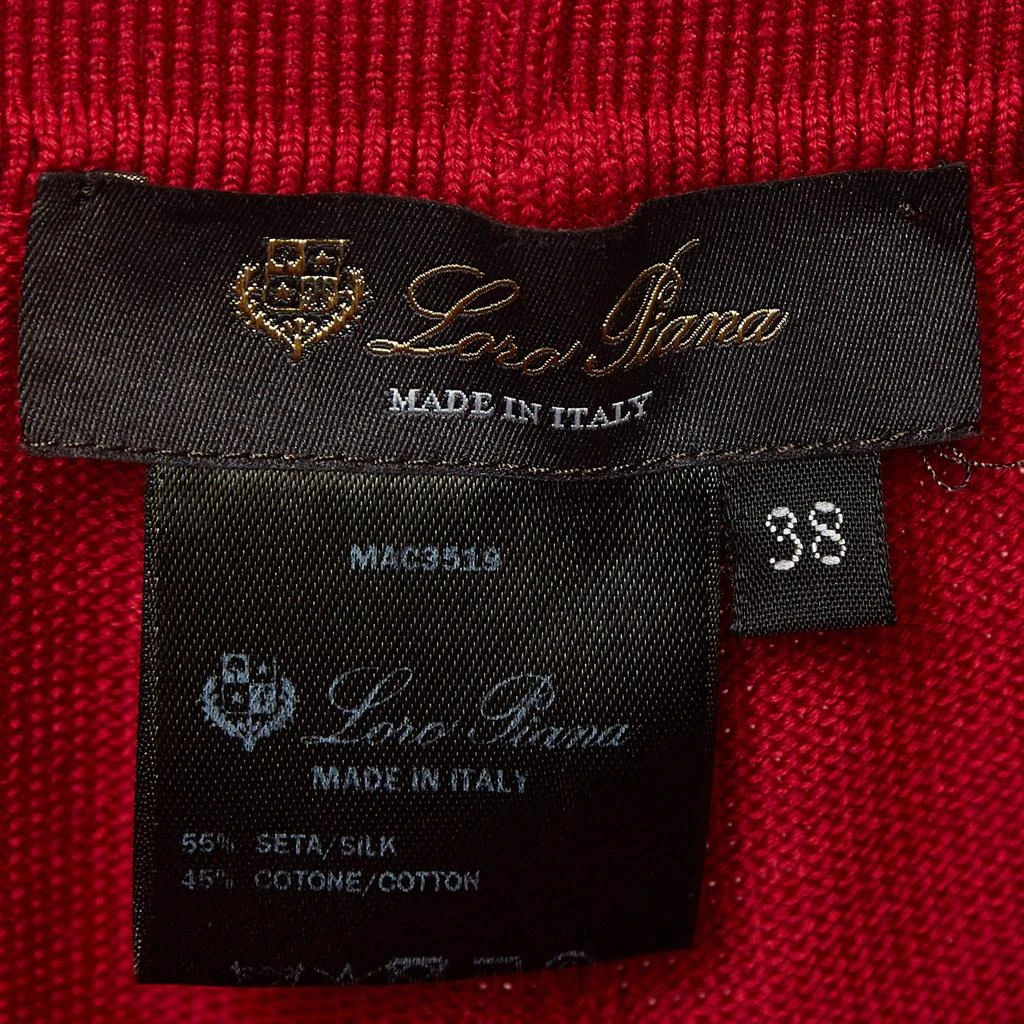 Loro Piana
MADE IN ITALY
38
MAC3519
Loro Piana
MADE IN ITALY
55% SETA/SILK
45% COTONE/COTTON